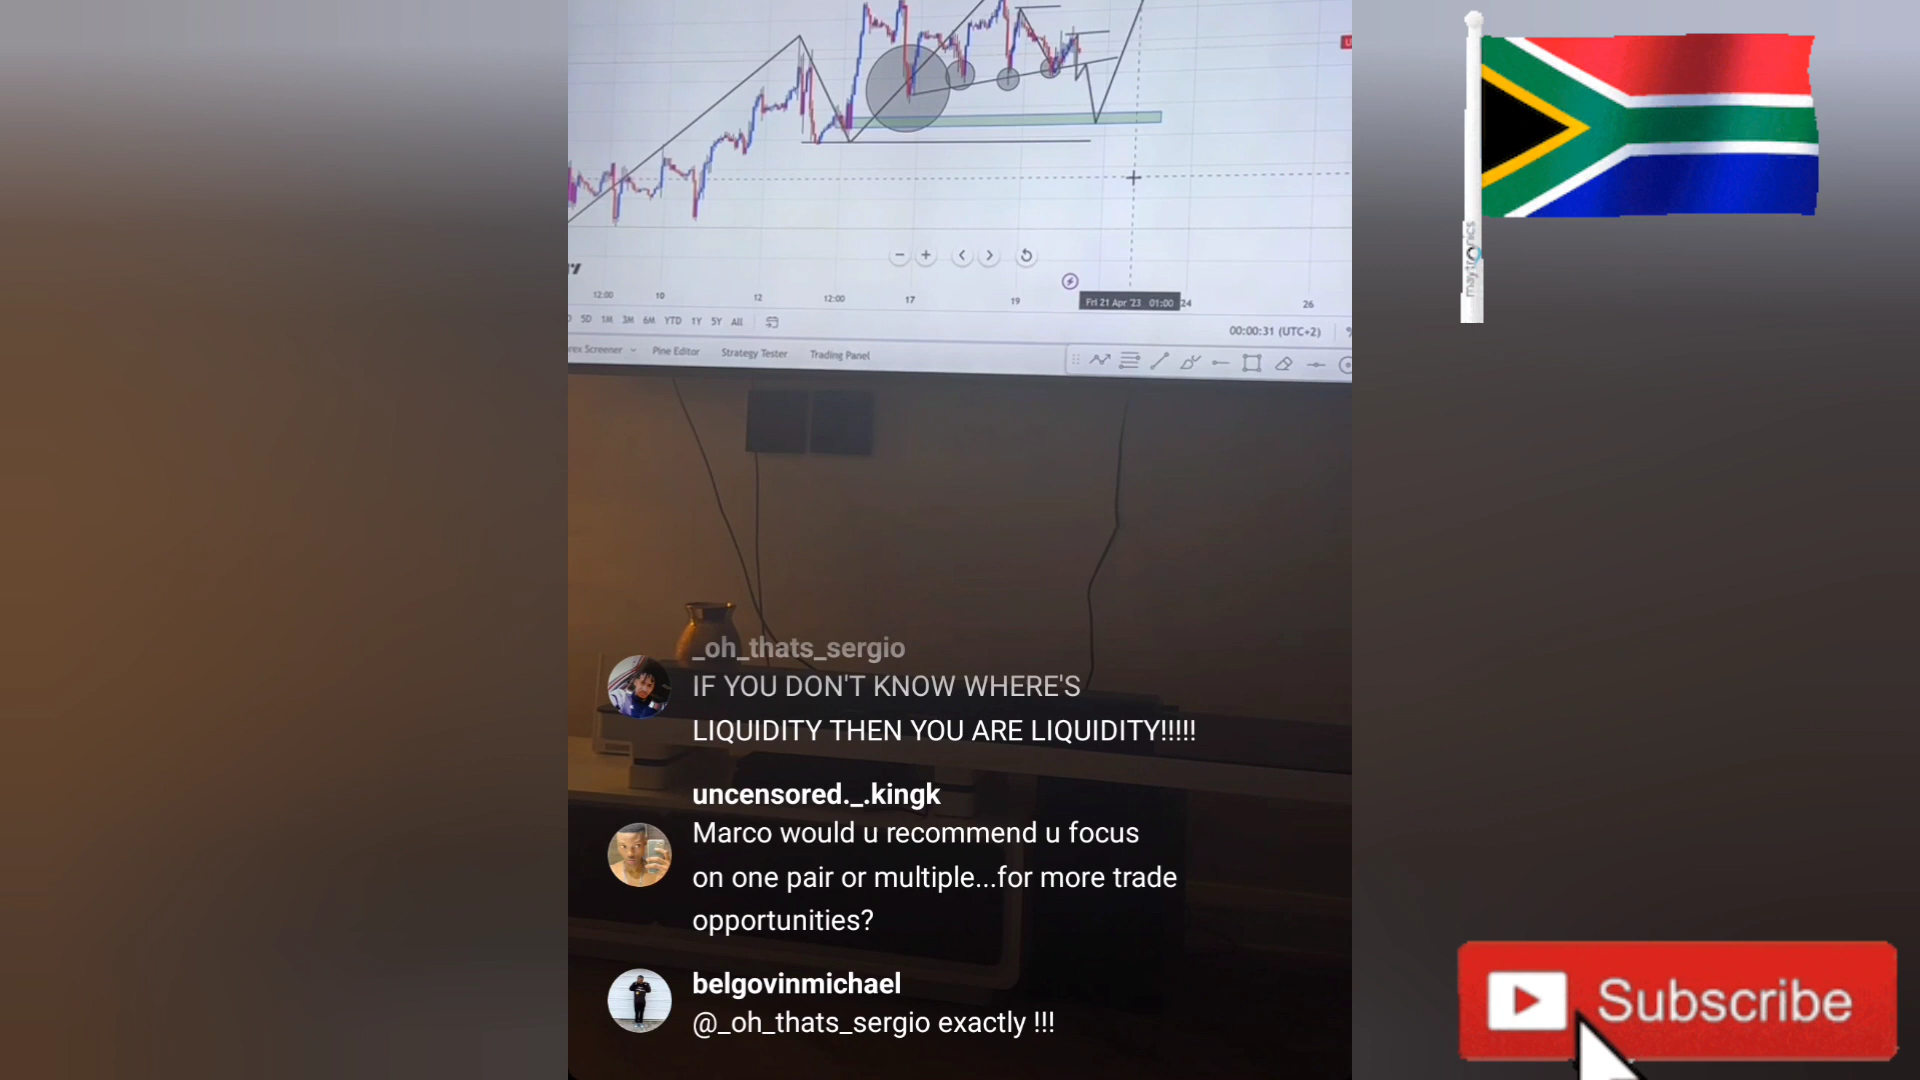 12:00 10 12 12:00 17 19 Fri 21 Apr '23 01:00 24 26
5D 1M 3M 6M YTD 1Y 5Y All
00:00:31 (UTC+2)
Screener Pine Editor Strategy Tester Trading Panel
_oh_thats_sergio
IF YOU DON'T KNOW WHERE'S
LIQUIDITY THEN YOU ARE LIQUIDITY!!!!!
uncensored._.kingk
Marco would u recommend u focus
on one pair or multiple...for more trade
opportunities?
belgovinmichael
@_oh_thats_sergio exactly !!!
maytronics
Subscribe